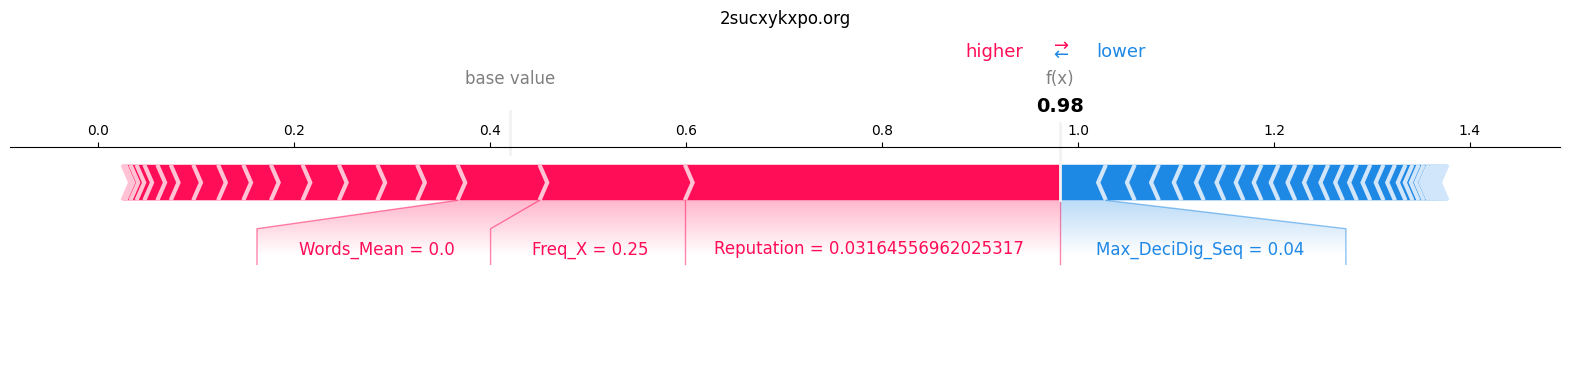 2sucxykxpo.org
higher ⇄ lower
base value
f(x)
0.98
0.0 0.2 0.4 0.6 0.8 1.0 1.2 1.4
Words_Mean = 0.0
Freq_X = 0.25
Reputation = 0.03164556962025317
Max_DeciDig_Seq = 0.04